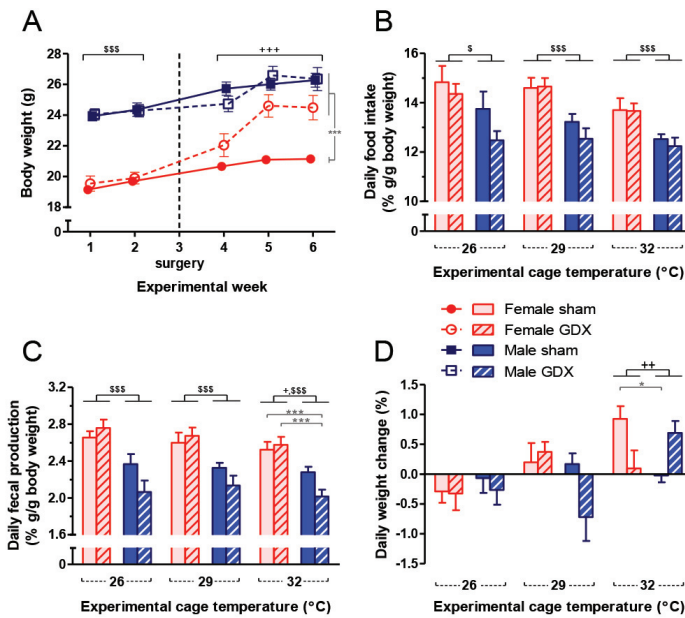 A
$$$
+++
***
Body weight (g)
28
26
24
22
20
18
0
1 2 3 4 5 6
surgery
Experimental week
B
$ $$$ $$$
Daily food intake
(% g/g body weight)
16
14
12
10
0
26 29 32
Experimental cage temperature (°C)
Female sham
Female GDX
Male sham
Male GDX
C
$$$ $$$ +,$$$
***
***
Daily fecal production
(% g/g body weight)
3.2
2.8
2.4
2.0
1.6
0
26 29 32
Experimental cage temperature (°C)
D
++
*
Daily weight change (%)
1.5
1.0
0.5
0.0
-0.5
-1.0
-1.5
26 29 32
Experimental cage temperature (°C)